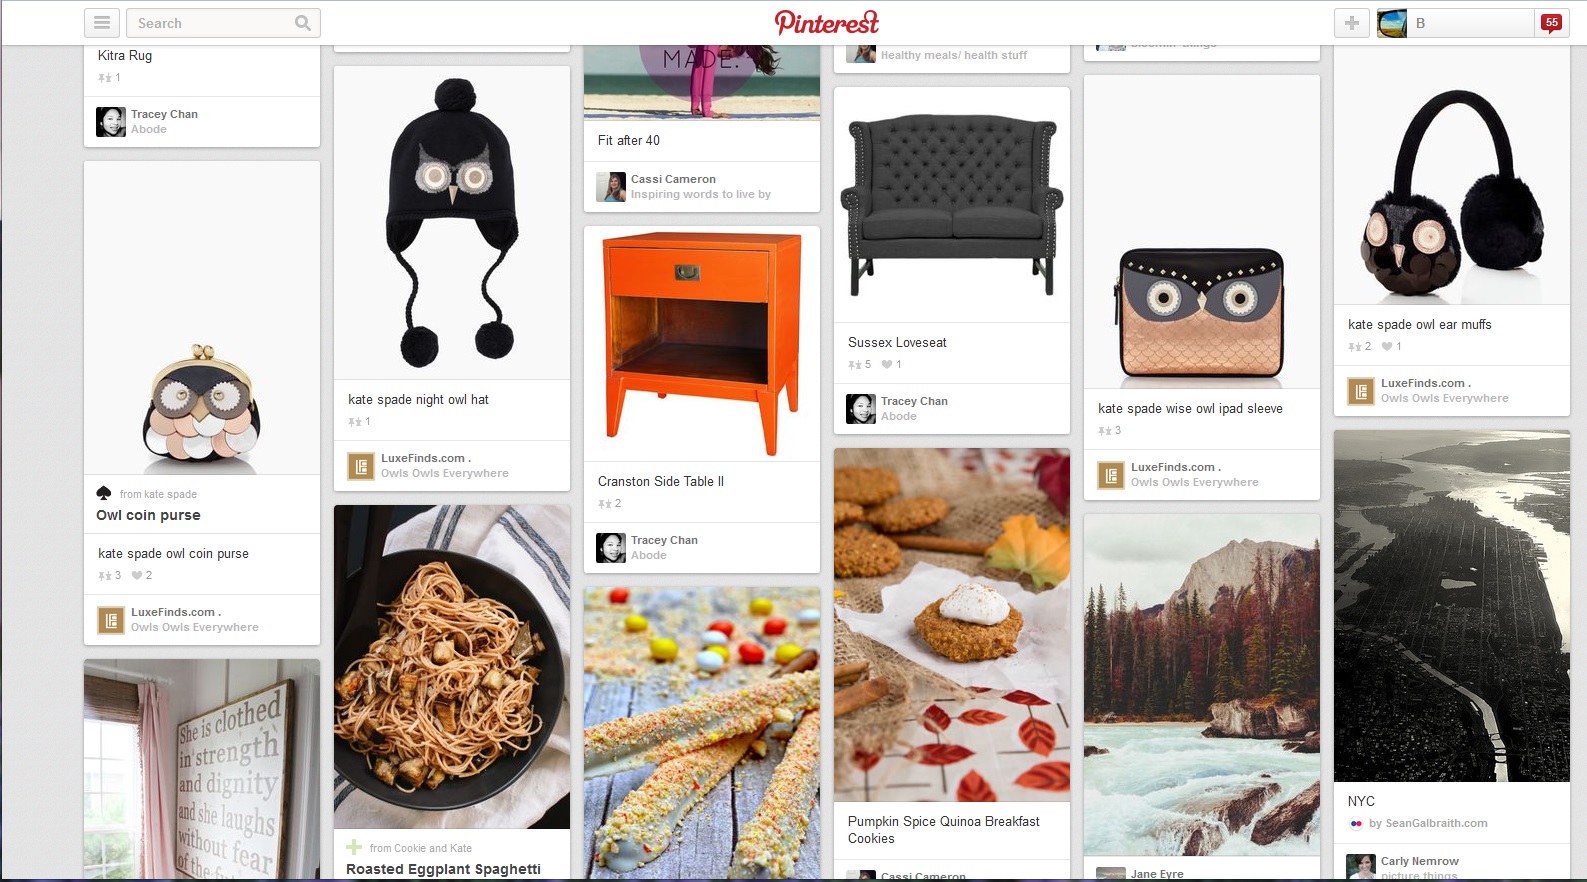 Search
Pinterest
B
55
Kitra Rug
1
Tracey Chan
Abode
from kate spade
Owl coin purse
kate spade owl coin purse
3 2
LuxeFinds.com .
Owls Owls Everywhere
She is clothed
in strength
and dignity
and she laughs
without fear
of the
kate spade night owl hat
1
LuxeFinds.com .
Owls Owls Everywhere
from Cookie and Kate
Roasted Eggplant Spaghetti
MADE.
Fit after 40
Cassi Cameron
Inspiring words to live by
Cranston Side Table II
2
Tracey Chan
Abode
Healthy meals/ health stuff
Sussex Loveseat
5 1
Tracey Chan
Abode
Pumpkin Spice Quinoa Breakfast
Cookies
Cassi Cameron
things
kate spade wise owl ipad sleeve
3
LuxeFinds.com .
Owls Owls Everywhere
Jane Eyre
kate spade owl ear muffs
2 1
LuxeFinds.com .
Owls Owls Everywhere
NYC
by SeanGalbraith.com
Carly Nemrow
picture things